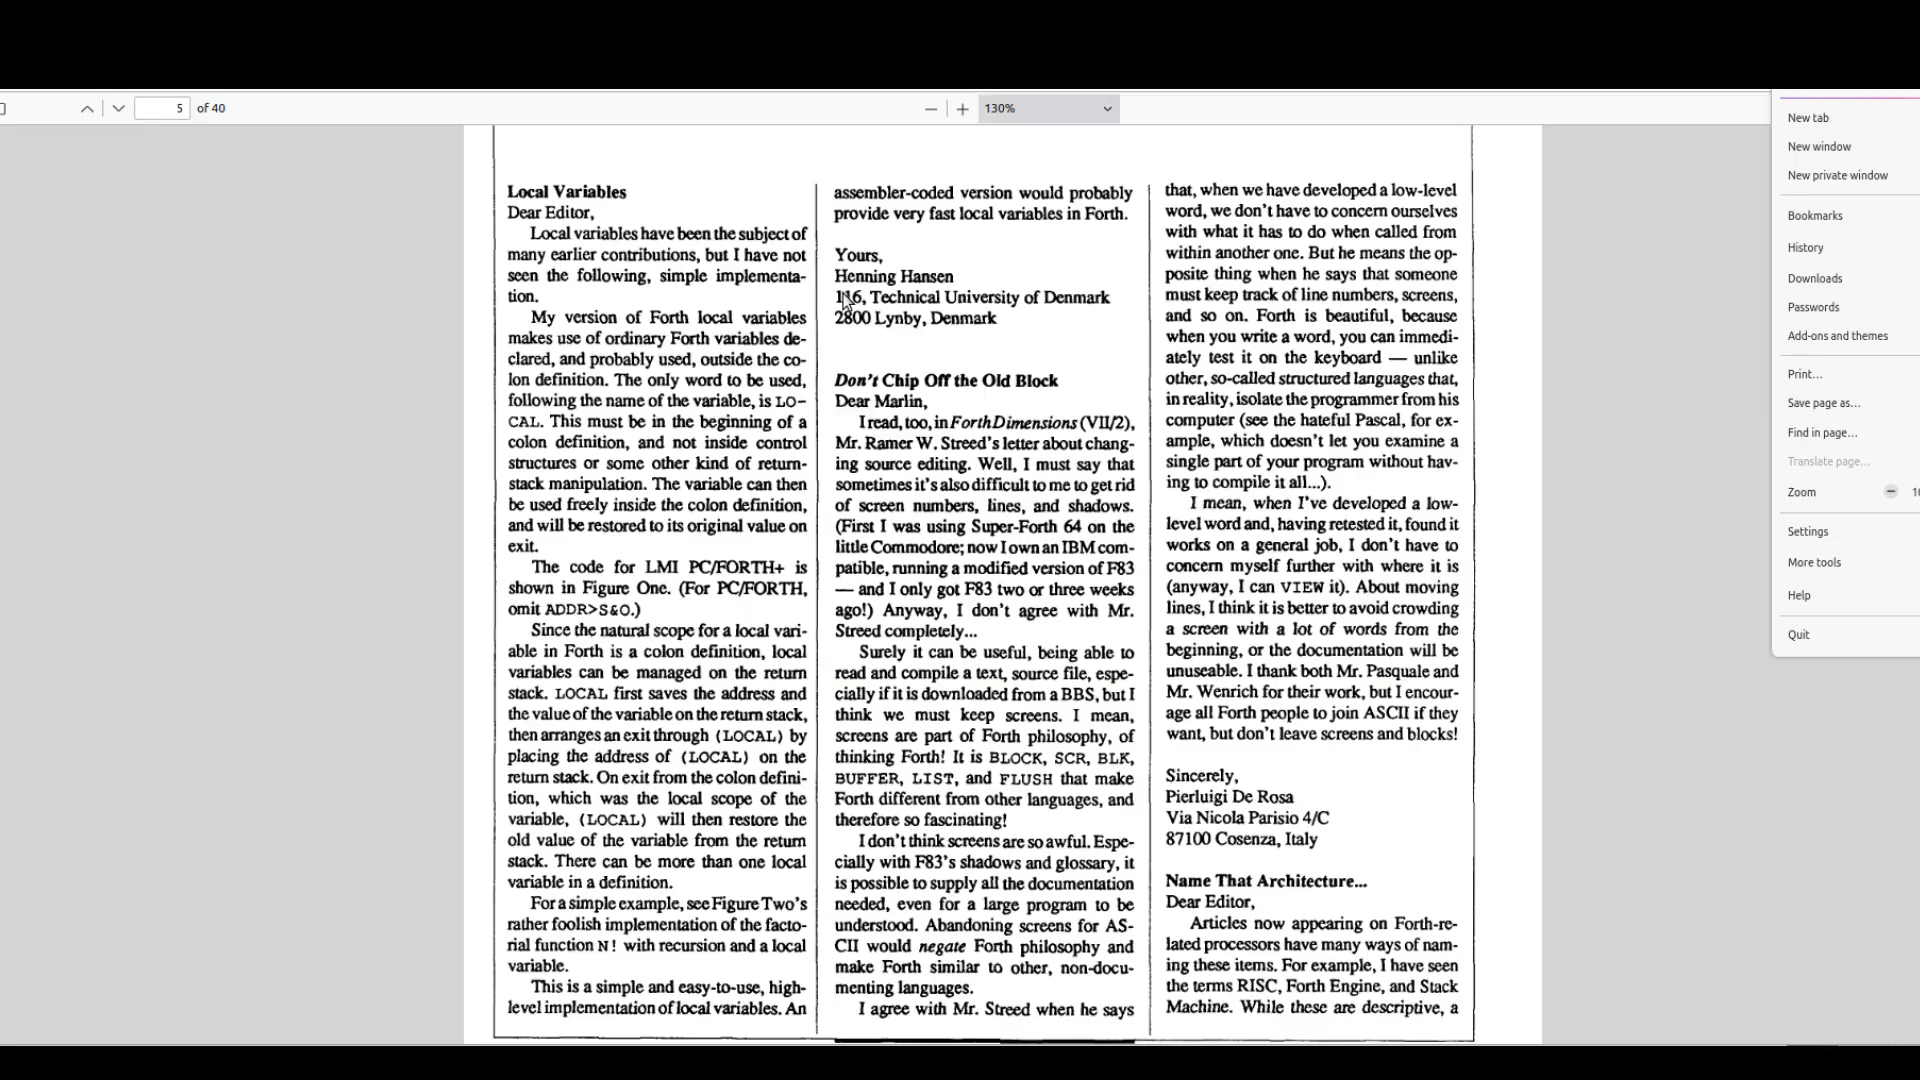 5 of 40
130%
Local Variables
Dear Editor,
Local variables have been the subject of
many earlier contributions, but I have not
seen the following, simple implementa-
tion.
My version of Forth local variables
makes use of ordinary Forth variables de-
clared, and probably used, outside the co-
lon definition. The only word to be used,
following the name of the variable, is LO-
CAL. This must be in the beginning of a
colon definition, and not inside control
structures or some other kind of return-
stack manipulation. The variable can then
be used freely inside the colon definition,
and will be restored to its original value on
exit.
The code for LMI PC/FORTH+ is
shown in Figure One. (For PC/FORTH,
omit ADDR>S&O.)
Since the natural scope for a local vari-
able in Forth is a colon definition, local
variables can be managed on the return
stack. LOCAL first saves the address and
the value of the variable on the return stack,
then arranges an exit through (LOCAL) by
placing the address of (LOCAL) on the
return stack. On exit from the colon defini-
tion, which was the local scope of the
variable, (LOCAL) will then restore the
old value of the variable from the return
stack. There can be more than one local
variable in a definition.
For a simple example, see Figure Two's
rather foolish implementation of the facto-
rial function N! with recursion and a local
variable.
This is a simple and easy-to-use, high-
level implementation of local variables. An
assembler-coded version would probably
provide very fast local variables in Forth.
Yours,
Henning Hansen
116, Technical University of Denmark
2800 Lynby, Denmark
Don't Chip Off the Old Block
Dear Marlin,
I read, too, in Forth Dimensions (VII/2),
Mr. Ramer W. Streed's letter about chang-
ing source editing. Well, I must say that
sometimes it's also difficult to me to get rid
of screen numbers, lines, and shadows.
(First I was using Super-Forth 64 on the
little Commodore; now I own an IBM com-
patible, running a modified version of F83
— and I only got F83 two or three weeks
ago!) Anyway, I don't agree with Mr.
Streed completely...
Surely it can be useful, being able to
read and compile a text, source file, espe-
cially if it is downloaded from a BBS, but I
think we must keep screens. I mean,
screens are part of Forth philosophy, of
thinking Forth! It is BLOCK, SCR, BLK,
BUFFER, LIST, and FLUSH that make
Forth different from other languages, and
therefore so fascinating!
I don't think screens are so awful. Espe-
cially with F83's shadows and glossary, it
is possible to supply all the documentation
needed, even for a large program to be
understood. Abandoning screens for AS-
CII would negate Forth philosophy and
make Forth similar to other, non-docu-
menting languages.
I agree with Mr. Streed when he says
that, when we have developed a low-level
word, we don't have to concern ourselves
with what it has to do when called from
within another one. But he means the op-
posite thing when he says that someone
must keep track of line numbers, screens,
and so on. Forth is beautiful, because
when you write a word, you can immedi-
ately test it on the keyboard — unlike
other, so-called structured languages that,
in reality, isolate the programmer from his
computer (see the hateful Pascal, for ex-
ample, which doesn't let you examine a
single part of your program without hav-
ing to compile it all...).
I mean, when I've developed a low-
level word and, having retested it, found it
works on a general job, I don't have to
concern myself further with where it is
(anyway, I can VIEW it). About moving
lines, I think it is better to avoid crowding
a screen with a lot of words from the
beginning, or the documentation will be
unuseable. I thank both Mr. Pasquale and
Mr. Wenrich for their work, but I encour-
age all Forth people to join ASCII if they
want, but don't leave screens and blocks!
Sincerely,
Pierluigi De Rosa
Via Nicola Parisio 4/C
87100 Cosenza, Italy
Name That Architecture...
Dear Editor,
Articles now appearing on Forth-re-
lated processors have many ways of nam-
ing these items. For example, I have seen
the terms RISC, Forth Engine, and Stack
Machine. While these are descriptive, a
New tab
New window
New private window
Bookmarks
History
Downloads
Passwords
Add-ons and themes
Print...
Save page as...
Find in page...
Translate page...
Zoom
Settings
More tools
Help
Quit